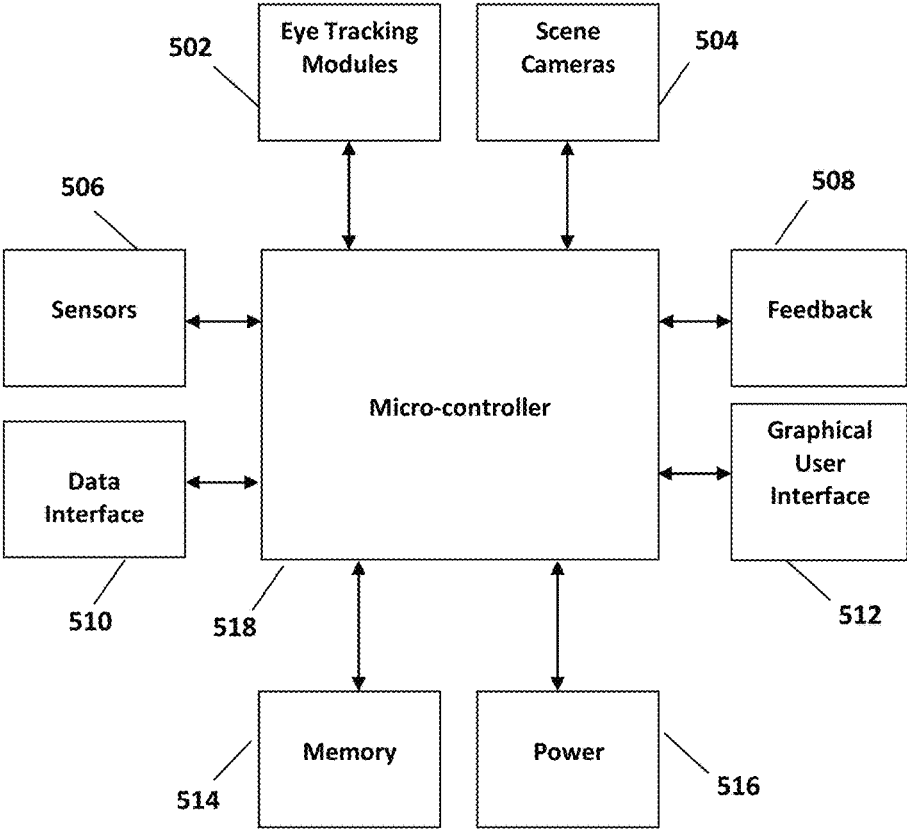 Eye Tracking
Modules
502
Scene
Cameras
504
506
Sensors
508
Feedback
Micro-controller
Data
Interface
Graphical
User
Interface
510
518
512
Memory
514
Power
516